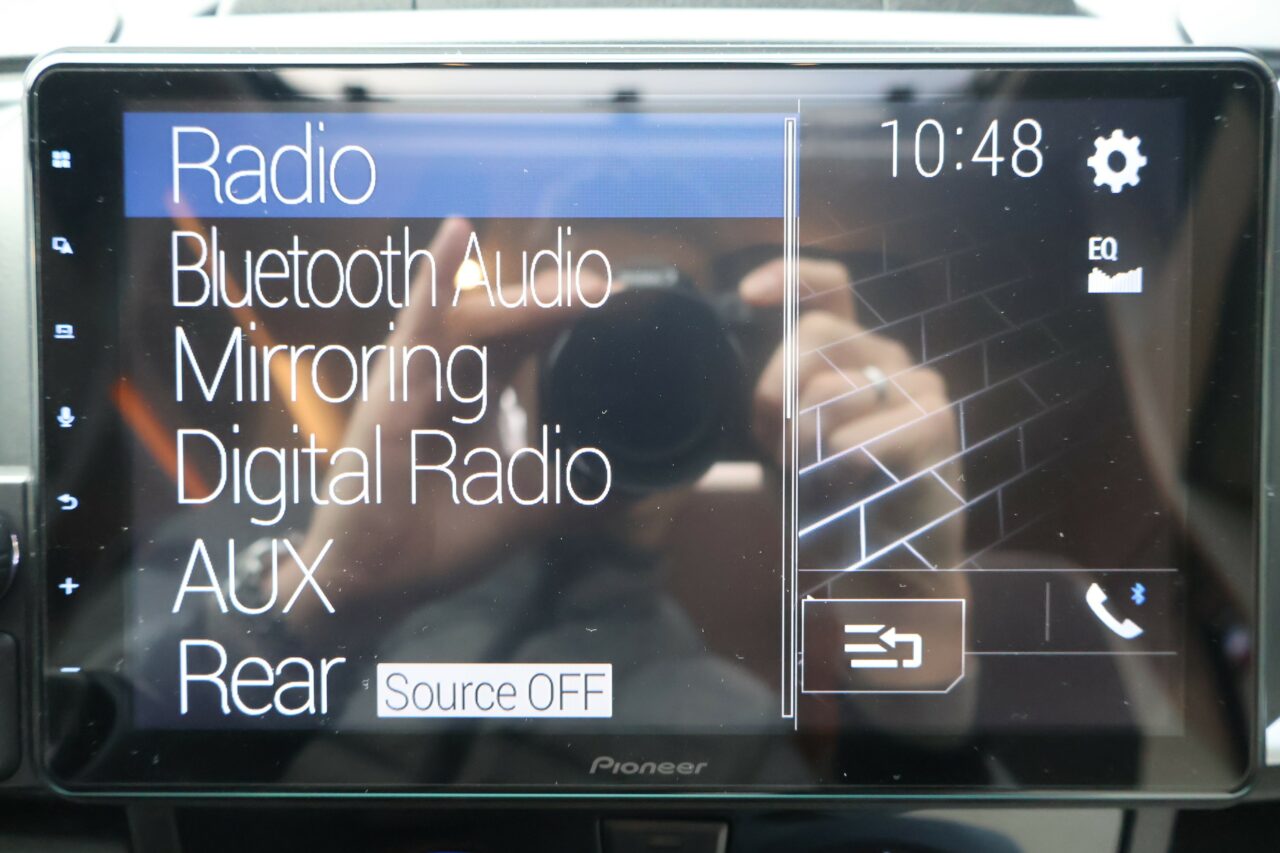 Radio
10:48
Bluetooth Audio
EQ
Mirroring
Digital Radio
AUX
Rear
Source OFF
Pioneer